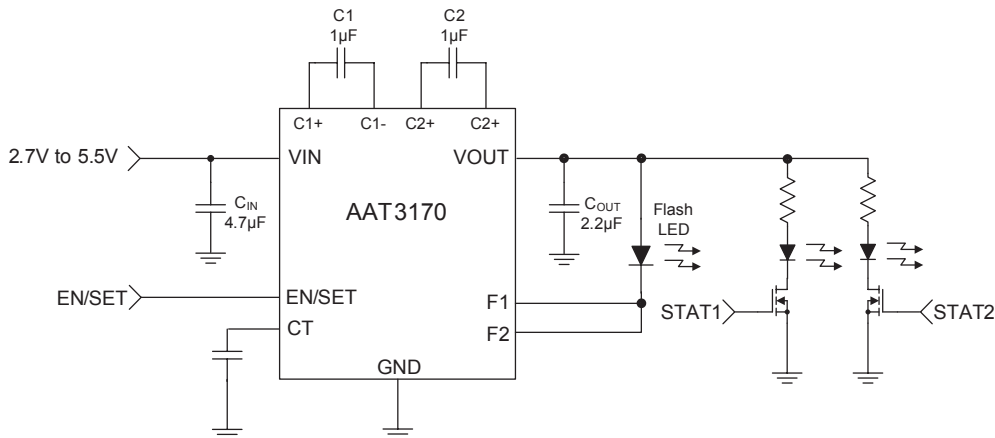 C1
1µF
C2
1µF
C1+
C1-
C2+
C2+
2.7V to 5.5V
VIN
VOUT
AAT3170
CIN
4.7µF
COUT
2.2µF
Flash
LED
EN/SET
EN/SET
CT
F1
F2
GND
STAT1
STAT2